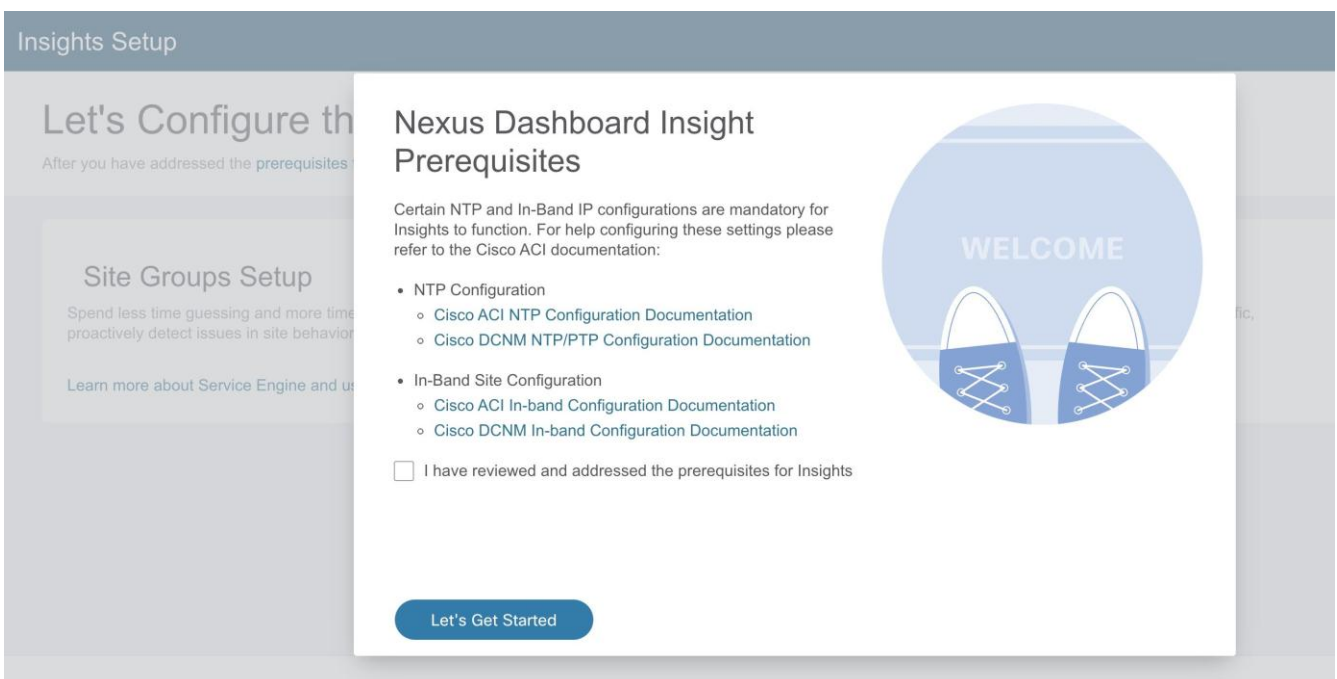 Insights Setup
Let's Configure th
After you have addressed the prerequisites
Site Groups Setup
Spend less time guessing and more time
proactively detect issues in site behavior
Learn more about Service Engine and us
Nexus Dashboard Insight
Prerequisites
Certain NTP and In-Band IP configurations are mandatory for
Insights to function. For help configuring these settings please
refer to the Cisco ACI documentation:
• NTP Configuration
Cisco ACI NTP Configuration Documentation
Cisco DCNM NTP/PTP Configuration Documentation
• In-Band Site Configuration
Cisco ACI In-band Configuration Documentation
Cisco DCNM In-band Configuration Documentation
I have reviewed and addressed the prerequisites for Insights
Let's Get Started
WELCOME